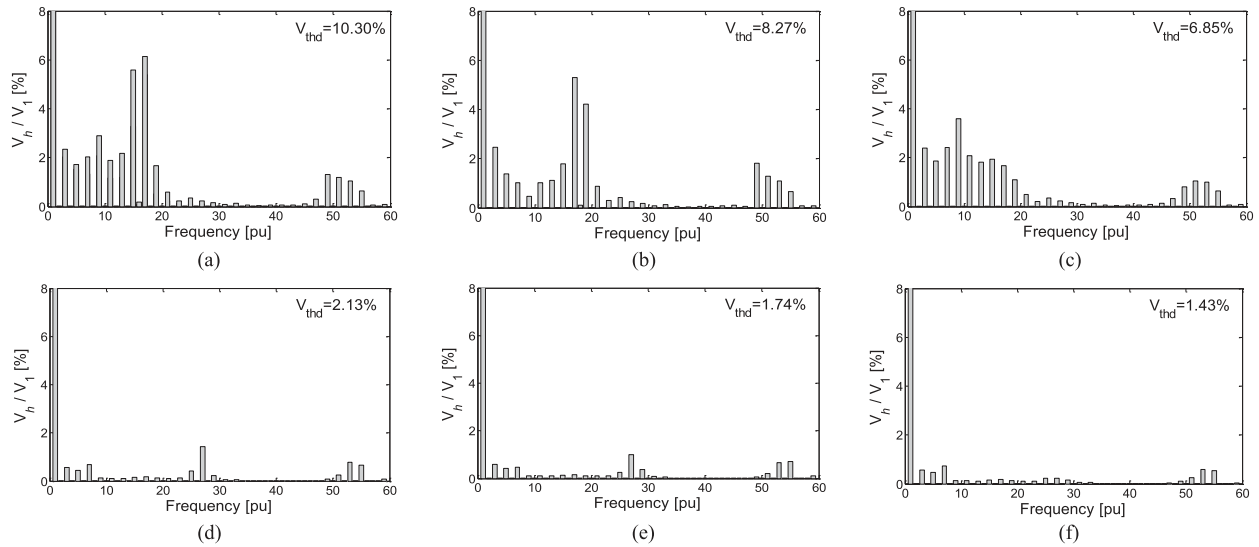 V_thd=10.30%
V_h / V_1 [%]
8
6
4
2
0
0 10 20 30 40 50 60
Frequency [pu]
(a)
V_thd=8.27%
V_h / V_1 [%]
8
6
4
2
0
0 10 20 30 40 50 60
Frequency [pu]
(b)
V_thd=6.85%
V_h / V_1 [%]
8
6
4
2
0
0 10 20 30 40 50 60
Frequency [pu]
(c)
V_thd=2.13%
V_h / V_1 [%]
8
6
4
2
0
0 10 20 30 40 50 60
Frequency [pu]
(d)
V_thd=1.74%
V_h / V_1 [%]
8
6
4
2
0
0 10 20 30 40 50 60
Frequency [pu]
(e)
V_thd=1.43%
V_h / V_1 [%]
8
6
4
2
0
0 10 20 30 40 50 60
Frequency [pu]
(f)